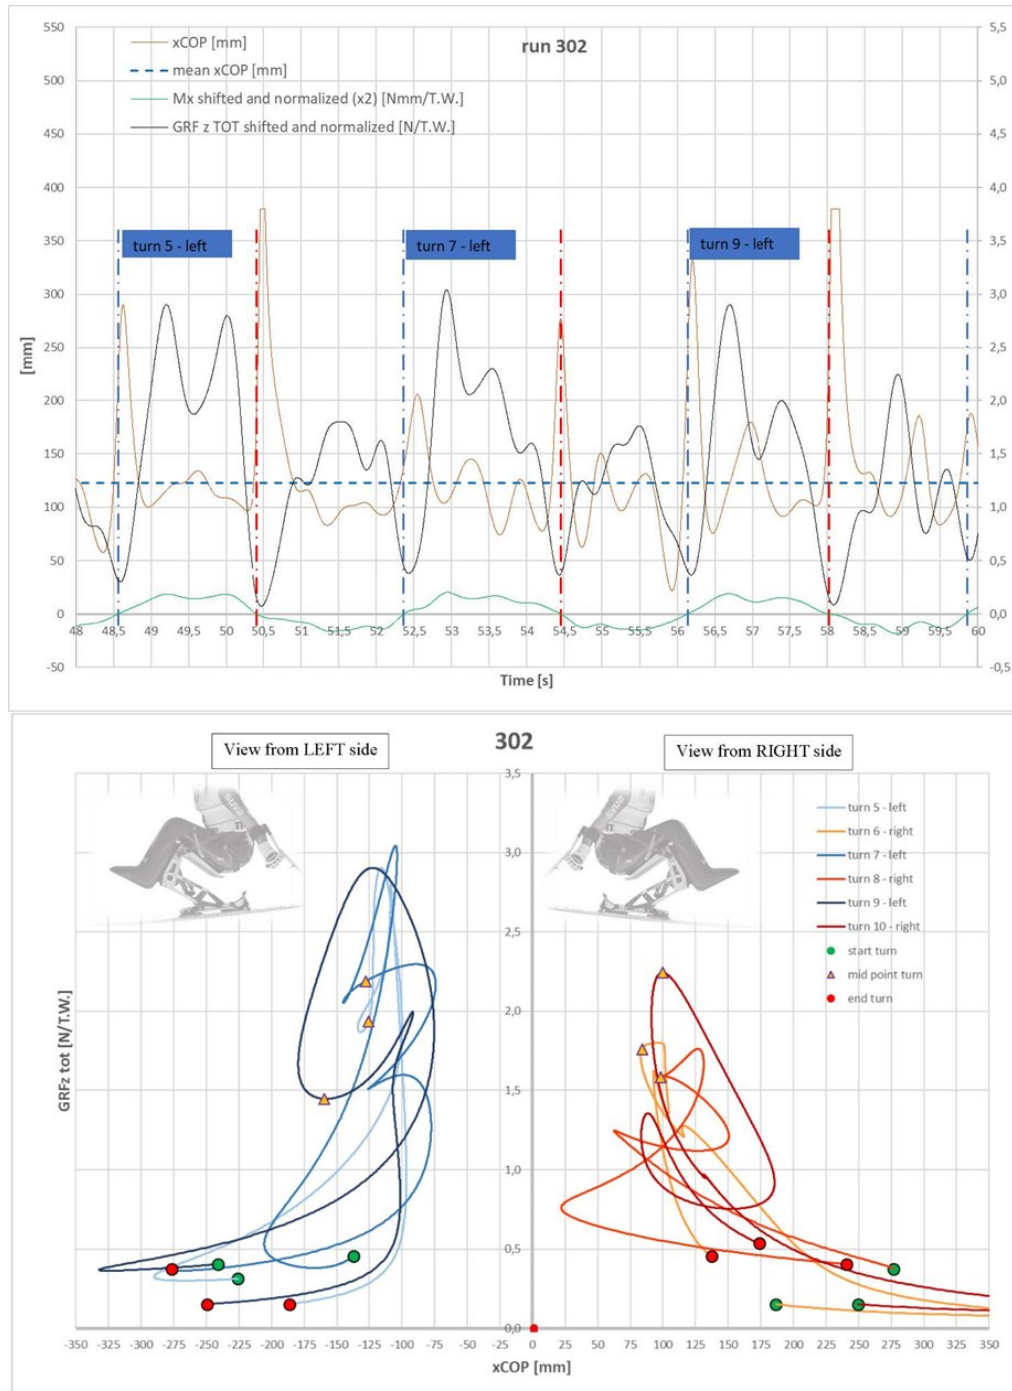 run 302
xCOP [mm]
mean xCOP [mm]
Mx shifted and normalized (x2) [Nmm/T.W.]
GRF z TOT shifted and normalized [N/T.W.]
550 5,5
500 5,0
450 4,5
400 4,0
350 3,5
turn 5 - left turn 7 - left turn 9 - left
300 3,0
250 2,5
[mm]
200 2,0
150 1,5
100 1,0
50 0,5
0 0,0
48 48,5 49 49,5 50 50,5 51 51,5 52 52,5 53 53,5 54 54,5 55 55,5 56 56,5 57 57,5 58 58,5 59 59,5 60
-50 -0,5
Time [s]
View from LEFT side 302 View from RIGHT side
3,5
turn 5 - left
turn 6 - right
turn 7 - left
turn 8 - right
turn 9 - left
turn 10 - right
start turn
mid point turn
end turn
3,0
2,5
2,0
GRFz tot [N/T.W.]
1,5
1,0
0,5
0,0
-350 -325 -300 -275 -250 -225 -200 -175 -150 -125 -100 -75 -50 -25 0 25 50 75 100 125 150 175 200 225 250 275 300 325 350
xCOP [mm]